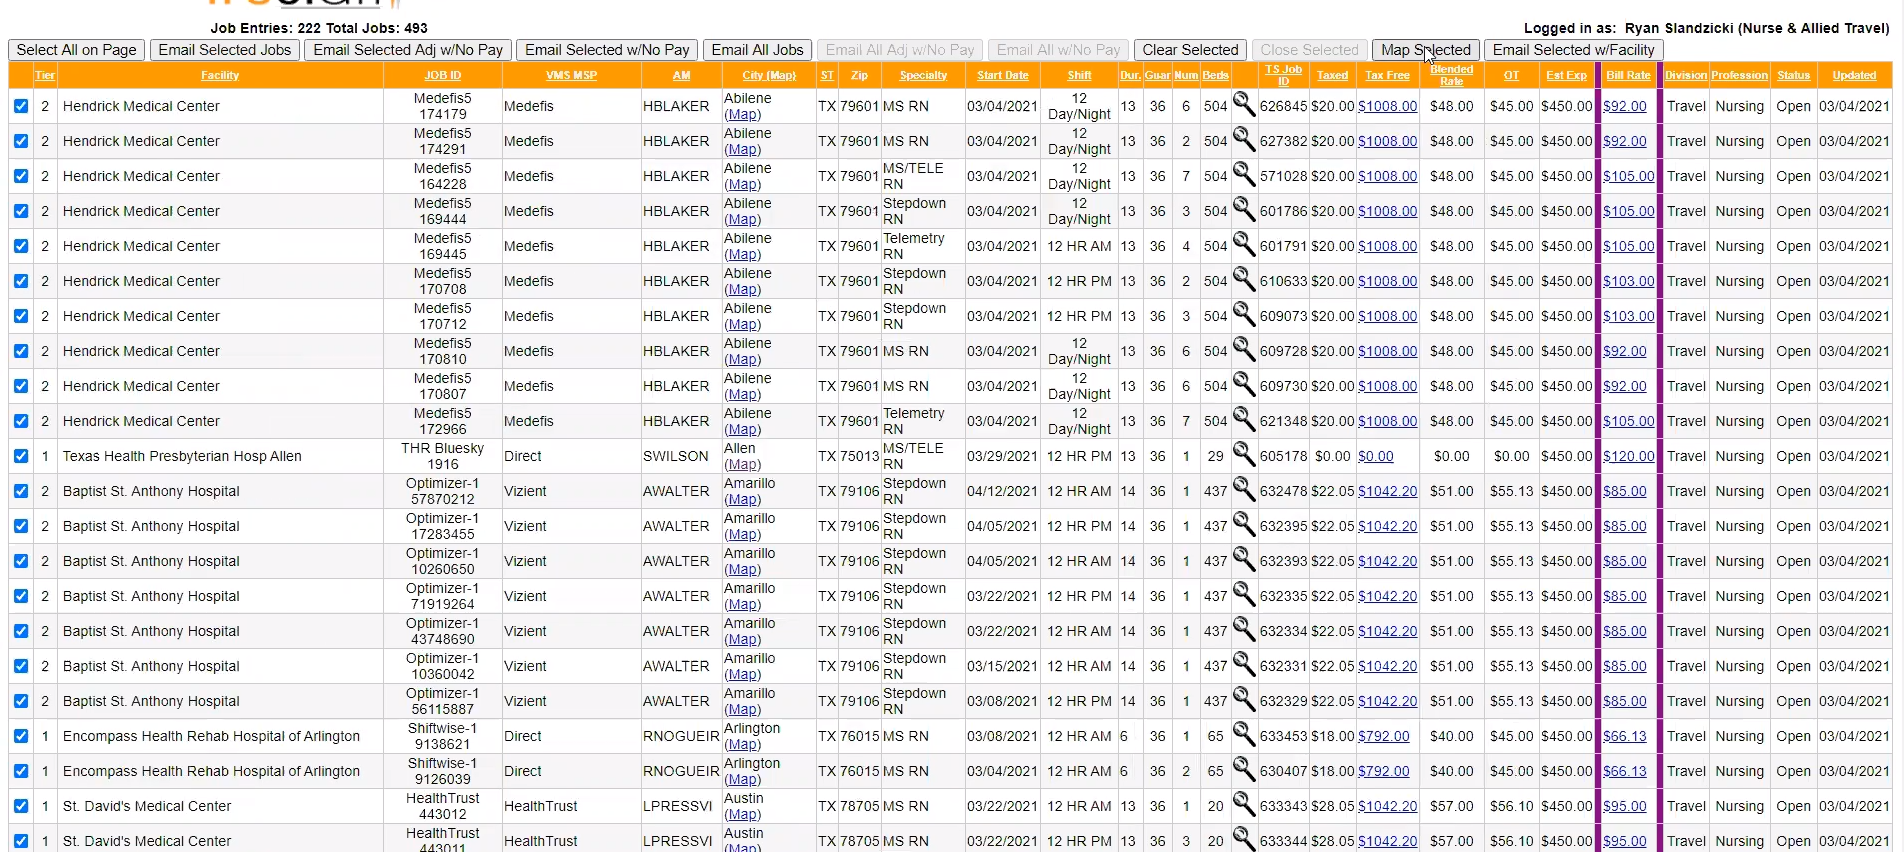 Job Entries: 222 Total Jobs: 493
Logged in as: Ryan Slandzicki (Nurse & Allied Travel)
Select All on Page Email Selected Jobs Email Selected Adj w/No Pay Email Selected w/No Pay Email All Jobs Email All Adj w/No Pay Email All w/No Pay Clear Selected Close Selected Map Selected Email Selected w/Facility
Tier Facility JOB ID VMS MSP AM City (Map) ST Zip Specialty Start Date Shift Dur. Guar Num Beds TS Job ID Taxed Tax Free Blended Rate OT Est Exp Bill Rate Division Profession Status Updated
2 Hendrick Medical Center Medefis5 174179 Medefis HBLAKER Abilene (Map) TX 79601 MS RN 03/04/2021 12 Day/Night 13 36 6 504 626845 $20.00 $1008.00 $48.00 $45.00 $450.00 $92.00 Travel Nursing Open 03/04/2021
2 Hendrick Medical Center Medefis5 174291 Medefis HBLAKER Abilene (Map) TX 79601 MS RN 03/04/2021 12 Day/Night 13 36 2 504 627382 $20.00 $1008.00 $48.00 $45.00 $450.00 $92.00 Travel Nursing Open 03/04/2021
2 Hendrick Medical Center Medefis5 164228 Medefis HBLAKER Abilene (Map) TX 79601 MS/TELE RN 03/04/2021 12 Day/Night 13 36 7 504 571028 $20.00 $1008.00 $48.00 $45.00 $450.00 $105.00 Travel Nursing Open 03/04/2021
2 Hendrick Medical Center Medefis5 169444 Medefis HBLAKER Abilene (Map) TX 79601 Stepdown RN 03/04/2021 12 Day/Night 13 36 3 504 601786 $20.00 $1008.00 $48.00 $45.00 $450.00 $105.00 Travel Nursing Open 03/04/2021
2 Hendrick Medical Center Medefis5 169445 Medefis HBLAKER Abilene (Map) TX 79601 Telemetry RN 03/04/2021 12 HR AM 13 36 4 504 601791 $20.00 $1008.00 $48.00 $45.00 $450.00 $105.00 Travel Nursing Open 03/04/2021
2 Hendrick Medical Center Medefis5 170708 Medefis HBLAKER Abilene (Map) TX 79601 Stepdown RN 03/04/2021 12 HR PM 13 36 2 504 610633 $20.00 $1008.00 $48.00 $45.00 $450.00 $103.00 Travel Nursing Open 03/04/2021
2 Hendrick Medical Center Medefis5 170712 Medefis HBLAKER Abilene (Map) TX 79601 Stepdown RN 03/04/2021 12 HR PM 13 36 3 504 609073 $20.00 $1008.00 $48.00 $45.00 $450.00 $103.00 Travel Nursing Open 03/04/2021
2 Hendrick Medical Center Medefis5 170810 Medefis HBLAKER Abilene (Map) TX 79601 MS RN 03/04/2021 12 Day/Night 13 36 6 504 609728 $20.00 $1008.00 $48.00 $45.00 $450.00 $92.00 Travel Nursing Open 03/04/2021
2 Hendrick Medical Center Medefis5 170807 Medefis HBLAKER Abilene (Map) TX 79601 MS RN 03/04/2021 12 Day/Night 13 36 6 504 609730 $20.00 $1008.00 $48.00 $45.00 $450.00 $92.00 Travel Nursing Open 03/04/2021
2 Hendrick Medical Center Medefis5 172966 Medefis HBLAKER Abilene (Map) TX 79601 Telemetry RN 03/04/2021 12 Day/Night 13 36 7 504 621348 $20.00 $1008.00 $48.00 $45.00 $450.00 $105.00 Travel Nursing Open 03/04/2021
1 Texas Health Presbyterian Hosp Allen THR Bluesky 1916 Direct SWILSON Allen (Map) TX 75013 MS/TELE RN 03/29/2021 12 HR PM 13 36 1 29 605178 $0.00 $0.00 $0.00 $0.00 $450.00 $120.00 Travel Nursing Open 03/04/2021
2 Baptist St. Anthony Hospital Optimizer-1 57870212 Vizient AWALTER Amarillo (Map) TX 79106 Stepdown RN 04/12/2021 12 HR AM 14 36 1 437 632478 $22.05 $1042.20 $51.00 $55.13 $450.00 $85.00 Travel Nursing Open 03/04/2021
2 Baptist St. Anthony Hospital Optimizer-1 17283455 Vizient AWALTER Amarillo (Map) TX 79106 Stepdown RN 04/05/2021 12 HR PM 14 36 1 437 632395 $22.05 $1042.20 $51.00 $55.13 $450.00 $85.00 Travel Nursing Open 03/04/2021
2 Baptist St. Anthony Hospital Optimizer-1 10260650 Vizient AWALTER Amarillo (Map) TX 79106 Stepdown RN 04/05/2021 12 HR AM 14 36 1 437 632393 $22.05 $1042.20 $51.00 $55.13 $450.00 $85.00 Travel Nursing Open 03/04/2021
2 Baptist St. Anthony Hospital Optimizer-1 71919264 Vizient AWALTER Amarillo (Map) TX 79106 Stepdown RN 03/22/2021 12 HR PM 14 36 1 437 632335 $22.05 $1042.20 $51.00 $55.13 $450.00 $85.00 Travel Nursing Open 03/04/2021
2 Baptist St. Anthony Hospital Optimizer-1 43748690 Vizient AWALTER Amarillo (Map) TX 79106 Stepdown RN 03/22/2021 12 HR AM 14 36 1 437 632334 $22.05 $1042.20 $51.00 $55.13 $450.00 $85.00 Travel Nursing Open 03/04/2021
2 Baptist St. Anthony Hospital Optimizer-1 10360042 Vizient AWALTER Amarillo (Map) TX 79106 Stepdown RN 03/15/2021 12 HR AM 14 36 1 437 632331 $22.05 $1042.20 $51.00 $55.13 $450.00 $85.00 Travel Nursing Open 03/04/2021
2 Baptist St. Anthony Hospital Optimizer-1 56115887 Vizient AWALTER Amarillo (Map) TX 79106 Stepdown RN 03/08/2021 12 HR PM 14 36 1 437 632329 $22.05 $1042.20 $51.00 $55.13 $450.00 $85.00 Travel Nursing Open 03/04/2021
1 Encompass Health Rehab Hospital of Arlington Shiftwise-1 9138621 Direct RNOGUEIR Arlington (Map) TX 76015 MS RN 03/08/2021 12 HR AM 6 36 1 65 633453 $18.00 $792.00 $40.00 $45.00 $450.00 $66.13 Travel Nursing Open 03/04/2021
1 Encompass Health Rehab Hospital of Arlington Shiftwise-1 9126039 Direct RNOGUEIR Arlington (Map) TX 76015 MS RN 03/04/2021 12 HR AM 6 36 2 65 630407 $18.00 $792.00 $40.00 $45.00 $450.00 $66.13 Travel Nursing Open 03/04/2021
1 St. David's Medical Center HealthTrust 443012 HealthTrust LPRESSVI Austin (Map) TX 78705 MS RN 03/22/2021 12 HR AM 13 36 1 20 633343 $28.05 $1042.20 $57.00 $56.10 $450.00 $95.00 Travel Nursing Open 03/04/2021
1 St. David's Medical Center HealthTrust 443011 HealthTrust LPRESSVI Austin (Map) TX 78705 MS RN 03/22/2021 12 HR PM 13 36 3 20 633344 $28.05 $1042.20 $57.00 $56.10 $450.00 $95.00 Travel Nursing Open 03/04/2021